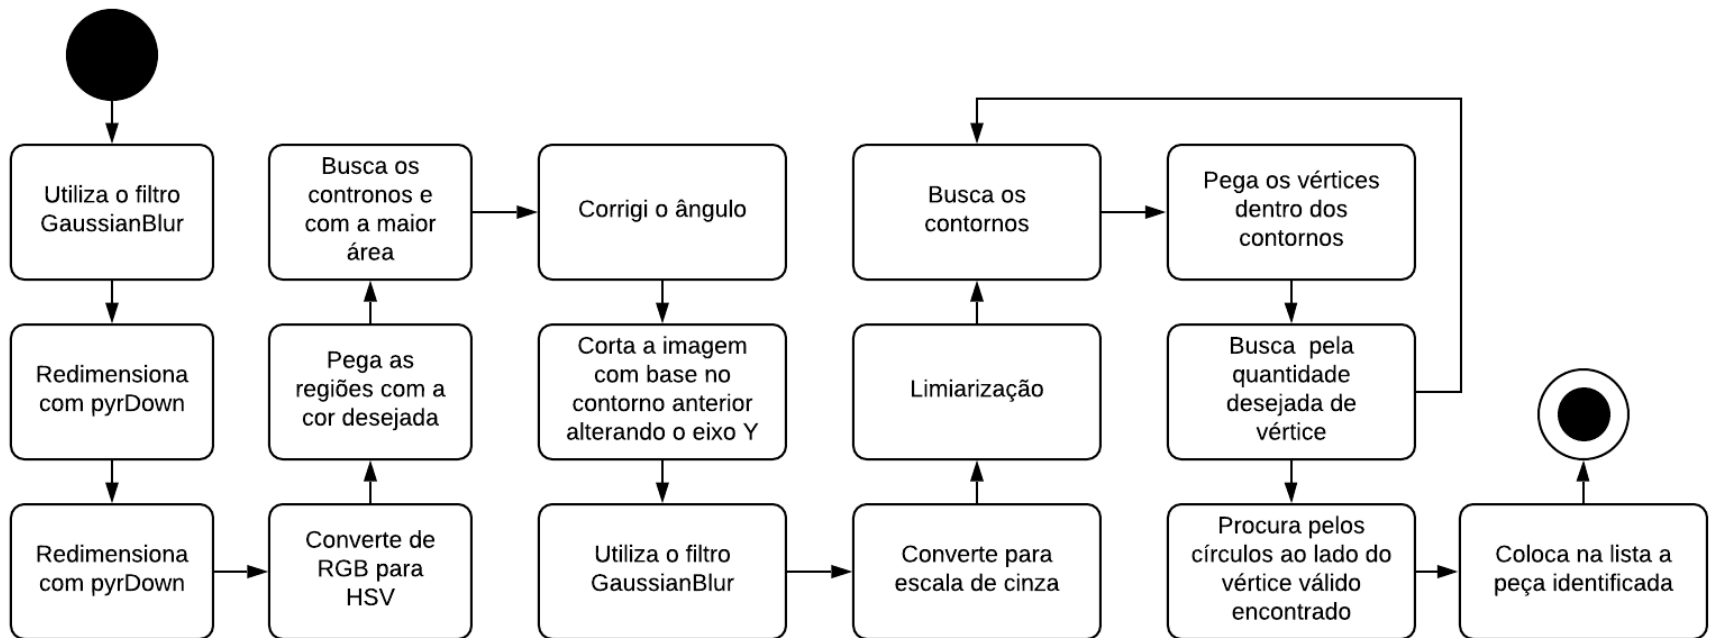 Utiliza o filtro
GaussianBlur
Redimensiona
com pyrDown
Redimensiona
com pyrDown
Converte de
RGB para
HSV
Pega as
regiões com a
cor desejada
Busca os
contronos e
com a maior
área
Corrigi o ângulo
Corta a imagem
com base no
contorno anterior
alterando o eixo Y
Utiliza o filtro
GaussianBlur
Converte para
escala de cinza
Limiarização
Busca os
contornos
Pega os vértices
dentro dos
contornos
Busca  pela
quantidade
desejada de
vértice
Procura pelos
círculos ao lado do
vértice válido
encontrado
Coloca na lista a
peça identificada